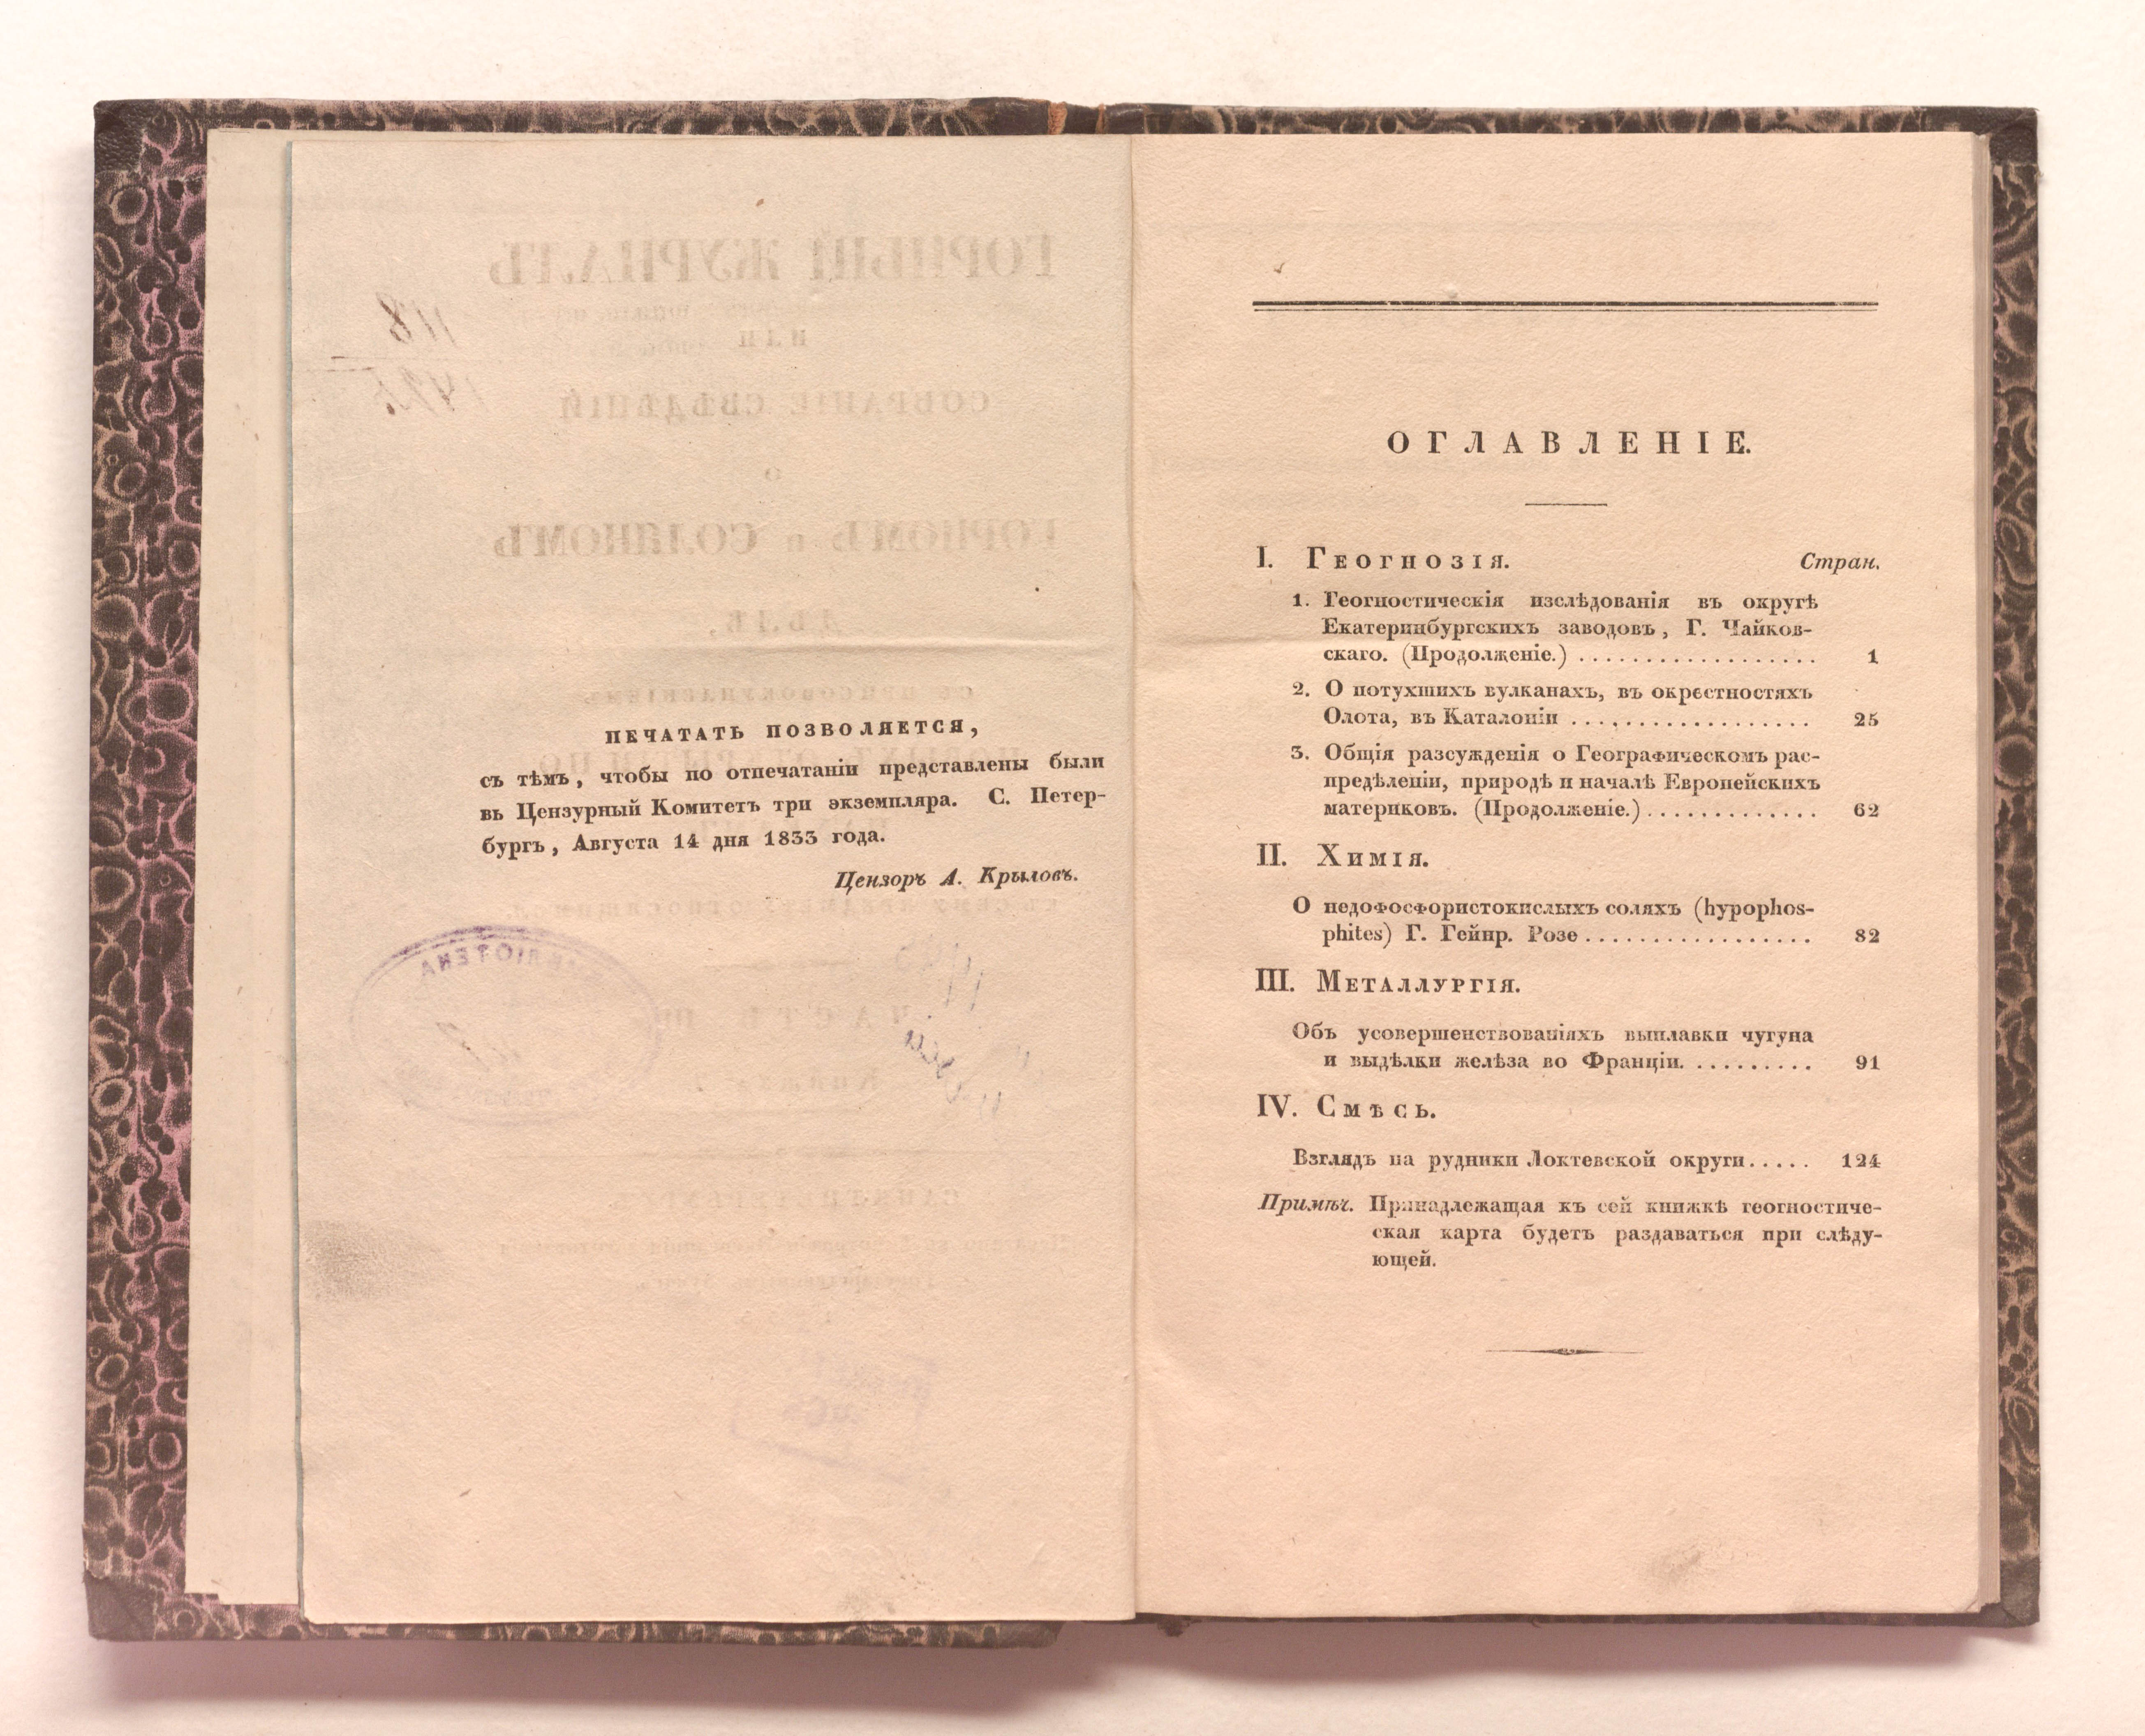 ПЕЧАТАТЬ ПОЗВОЛЯЕТСЯ,
съ тѣмъ, чтобы по отпечатаніи представлены были
въ Цензурный Комитетъ три экземпляра. С. Петер-
бургъ, Августа 14 дня 1833 года.
Цензоръ А. Крыловъ.
ОГЛАВЛЕНІЕ.
I. Геогнозія. Стран.
1. Геогностическія изслѣдованія въ округѣ
Екатеринбургскихъ заводовъ, Г. Чайков-
скаго. (Продолженіе.) .................. 1
2. О потухшихъ вулканахъ, въ окрестностяхъ
Олота, въ Каталоніи .................. 25
3. Общія разсужденія о Географическомъ рас-
предѣленіи, природѣ и началѣ Европейскихъ
материковъ. (Продолженіе.)............. 62
II. Химія.
О недофосфористокислыхъ соляхъ (hypophos-
phites) Г. Гейнр. Розе................. 82
III. Металлургія.
Объ усовершенствованіяхъ выплавки чугуна
и выдѣлки желѣза во Франціи. ......... 91
IV. Смѣсь.
Взглядъ на рудники Локтевской округи..... 124
Примѣч. Принадлежащая къ сей книжкѣ геогностиче-
ская карта будетъ раздаваться при слѣду-
ющей.